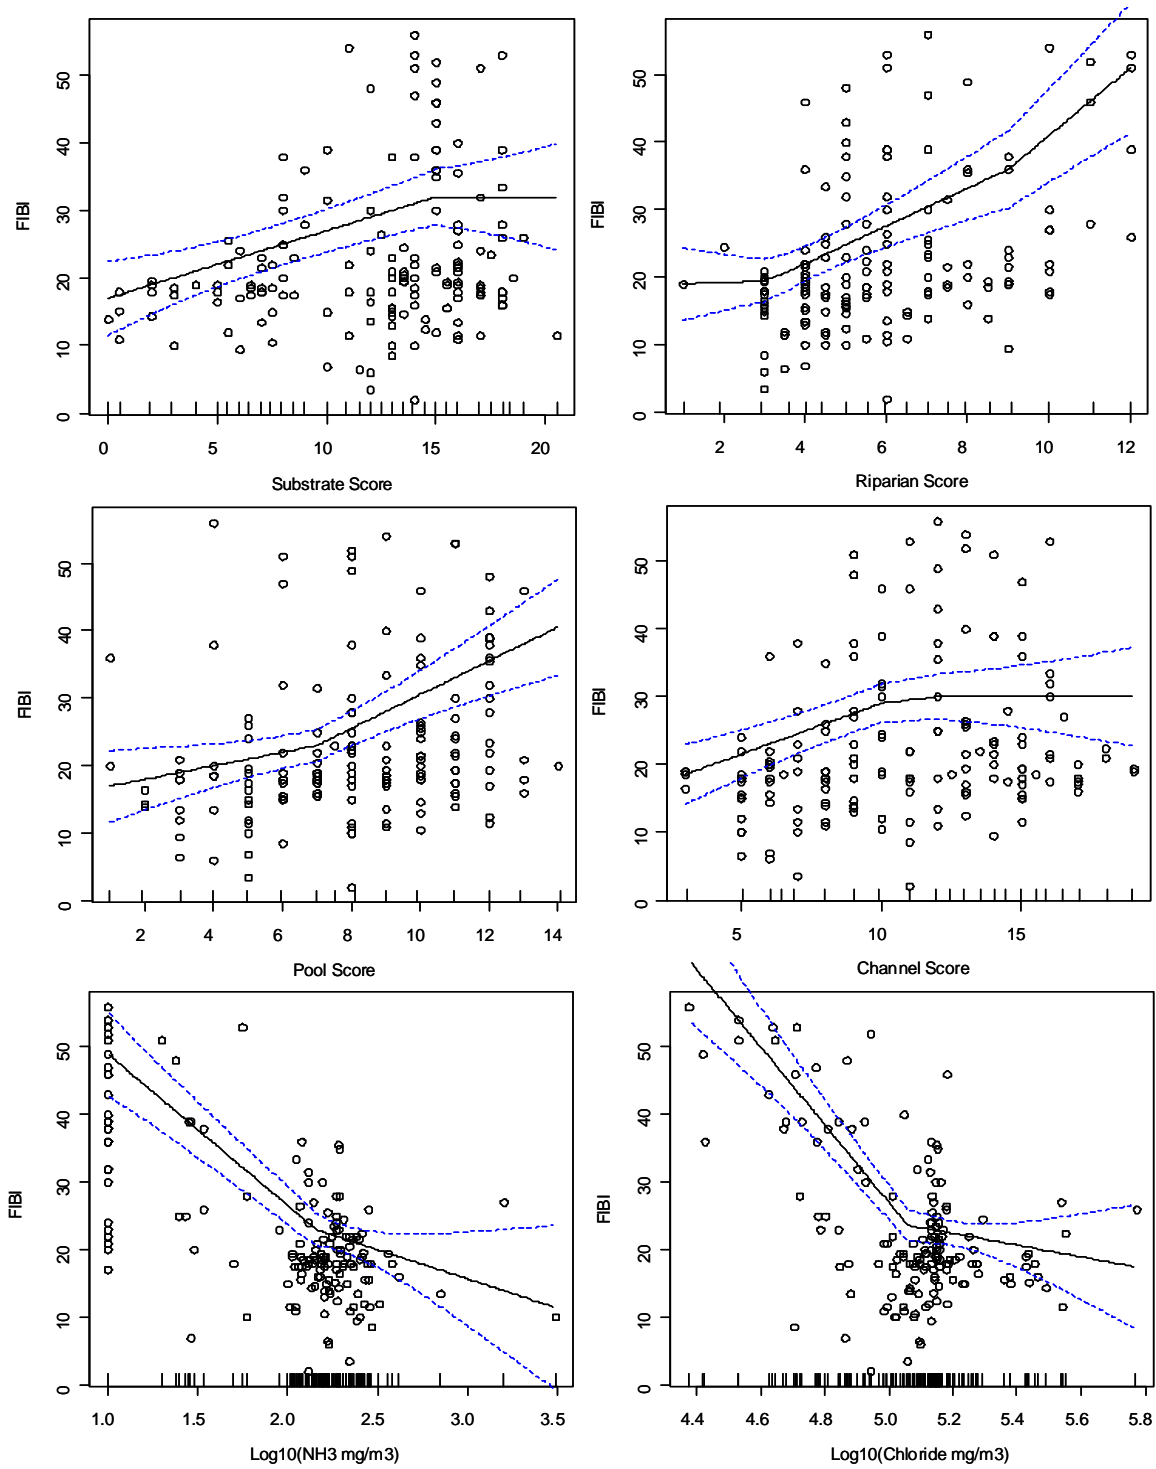 FIBI
50
40
30
20
10
0
0 5 10 15 20
Substrate Score
FIBI
50
40
30
20
10
0
2 4 6 8 10 12
Riparian Score
FIBI
50
40
30
20
10
0
2 4 6 8 10 12 14
Pool Score
FIBI
50
40
30
20
10
0
5 10 15
Channel Score
FIBI
50
40
30
20
10
0
1.0 1.5 2.0 2.5 3.0 3.5
Log10(NH3 mg/m3)
FIBI
50
40
30
20
10
0
4.4 4.6 4.8 5.0 5.2 5.4 5.6 5.8
Log10(Chloride mg/m3)